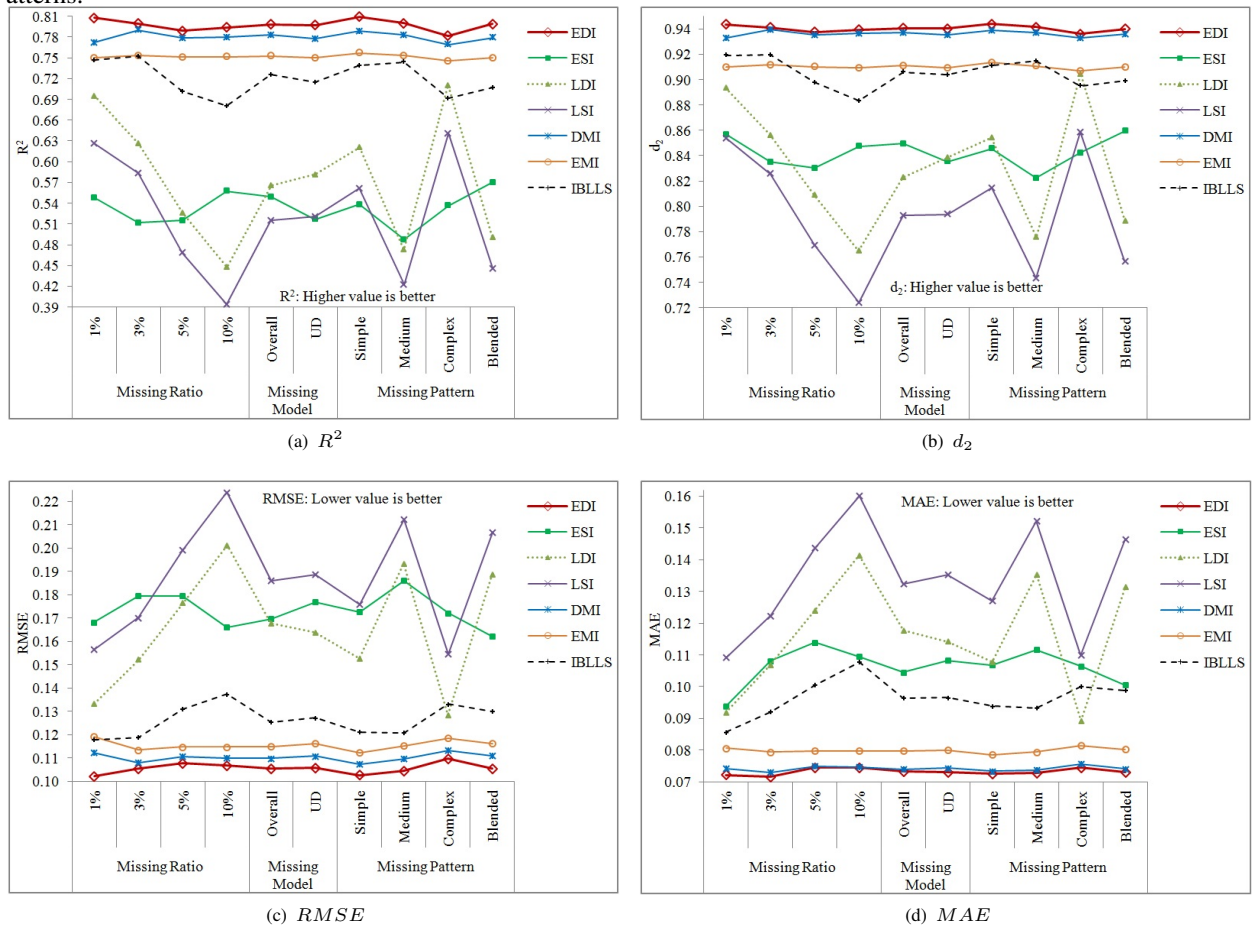 atterns.
0.81
0.78
0.75
0.72
0.69
0.66
0.63
0.60
0.57
0.54
0.51
0.48
0.45
0.42
0.39
R²
R²: Higher value is better
1%
3%
5%
10%
Overall
UD
Simple
Medium
Complex
Blended
Missing Ratio
Missing Model
Missing Pattern
EDI
ESI
LDI
LSI
DMI
EMI
IBLLS
(a) R²
0.94
0.92
0.90
0.88
0.86
0.84
0.82
0.80
0.78
0.76
0.74
0.72
d₂
d₂: Higher value is better
1%
3%
5%
10%
Overall
UD
Simple
Medium
Complex
Blended
Missing Ratio
Missing Model
Missing Pattern
EDI
ESI
LDI
LSI
DMI
EMI
IBLLS
(b) d₂
RMSE: Lower value is better
0.22
0.21
0.20
0.19
0.18
0.17
0.16
0.15
0.14
0.13
0.12
0.11
0.10
RMSE
1%
3%
5%
10%
Overall
UD
Simple
Medium
Complex
Blended
Missing Ratio
Missing Model
Missing Pattern
EDI
ESI
LDI
LSI
DMI
EMI
IBLLS
(c) RMSE
MAE: Lower value is better
0.16
0.15
0.14
0.13
0.12
0.11
0.10
0.09
0.08
0.07
MAE
1%
3%
5%
10%
Overall
UD
Simple
Medium
Complex
Blended
Missing Ratio
Missing Model
Missing Pattern
EDI
ESI
LDI
LSI
DMI
EMI
IBLLS
(d) MAE